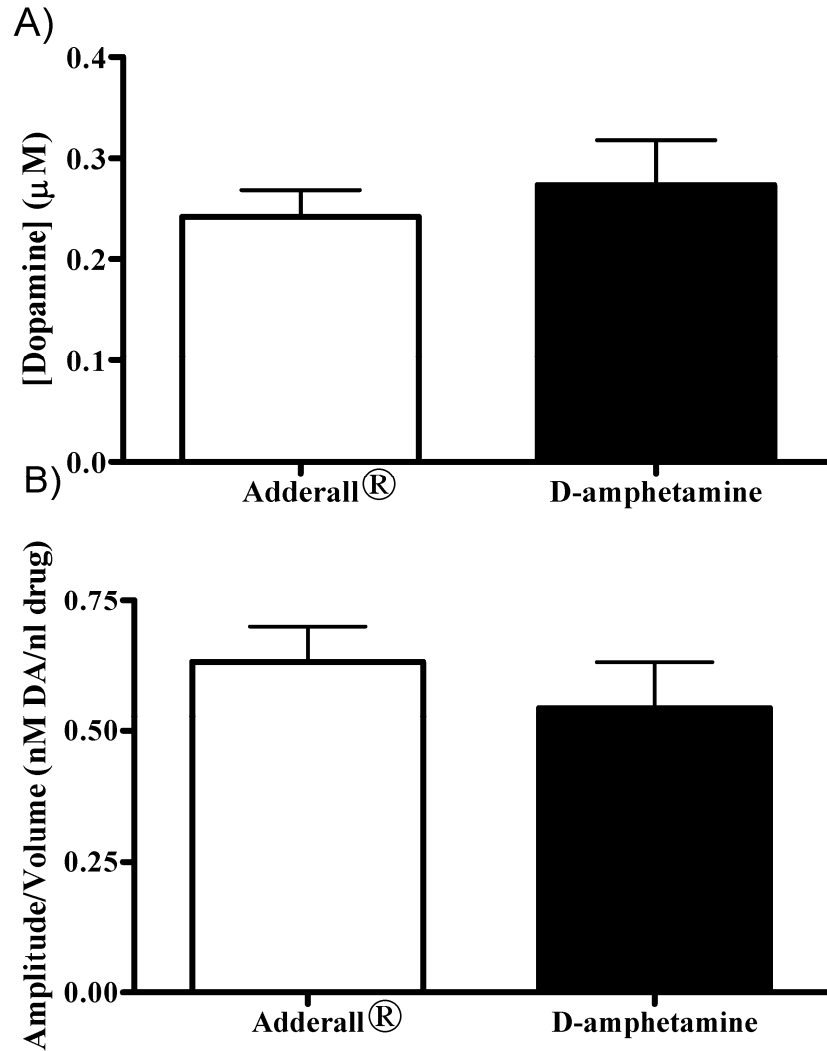 A)
[Dopamine] (μM)
0.4
0.3
0.2
0.1
0.0
Adderall® D-amphetamine
B)
Amplitude/Volume (nM DA/nl drug)
0.75
0.50
0.25
0.00
Adderall® D-amphetamine